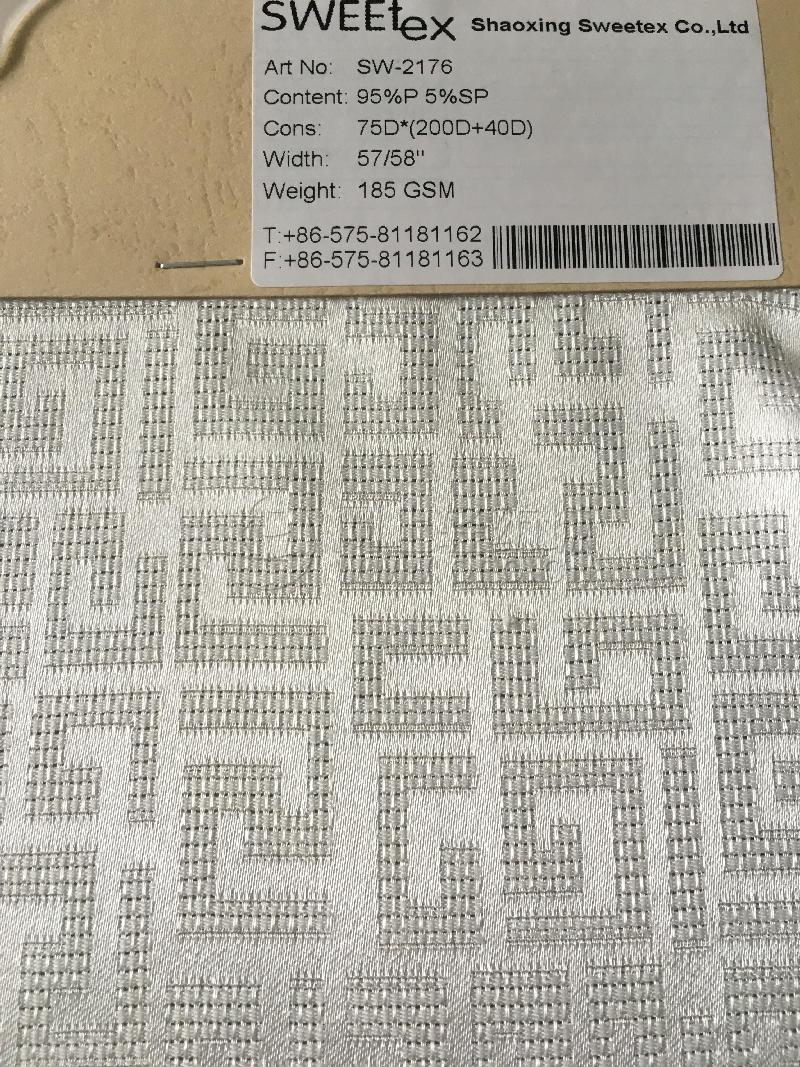 SWEEtex Shaoxing Sweetex Co.,Ltd
Art No: SW-2176
Content: 95%P 5%SP
Cons: 75D*(200D+40D)
Width: 57/58"
Weight: 185 GSM
T:+86-575-81181162
F:+86-575-81181163